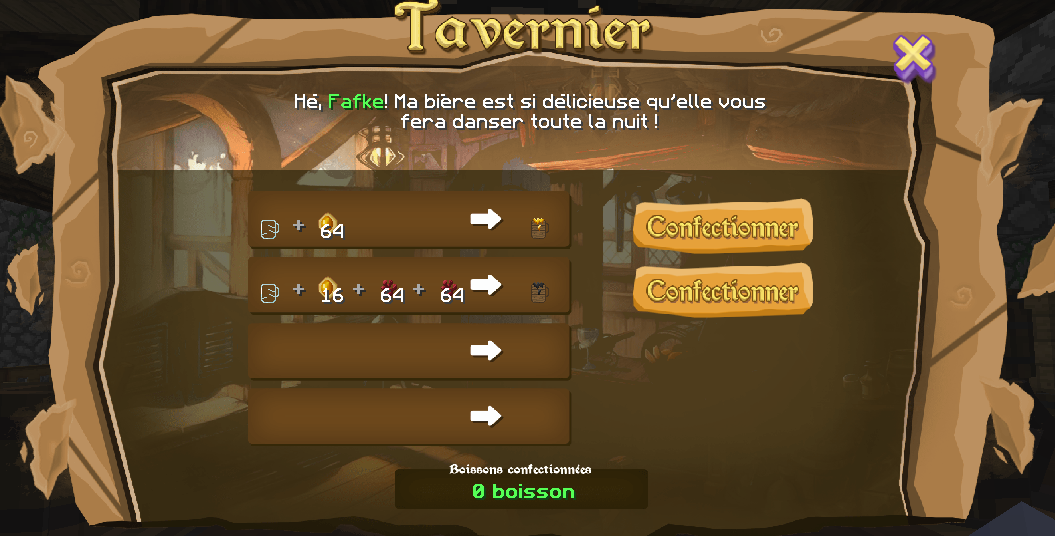 Tavernier
Hé, Fafke! Ma bière est si délicieuse qu'elle vous
fera danser toute la nuit !
+ 64
Confectionner
+ 16 + 64 + 64
Confectionner
Boissons confectionnées
0 boisson